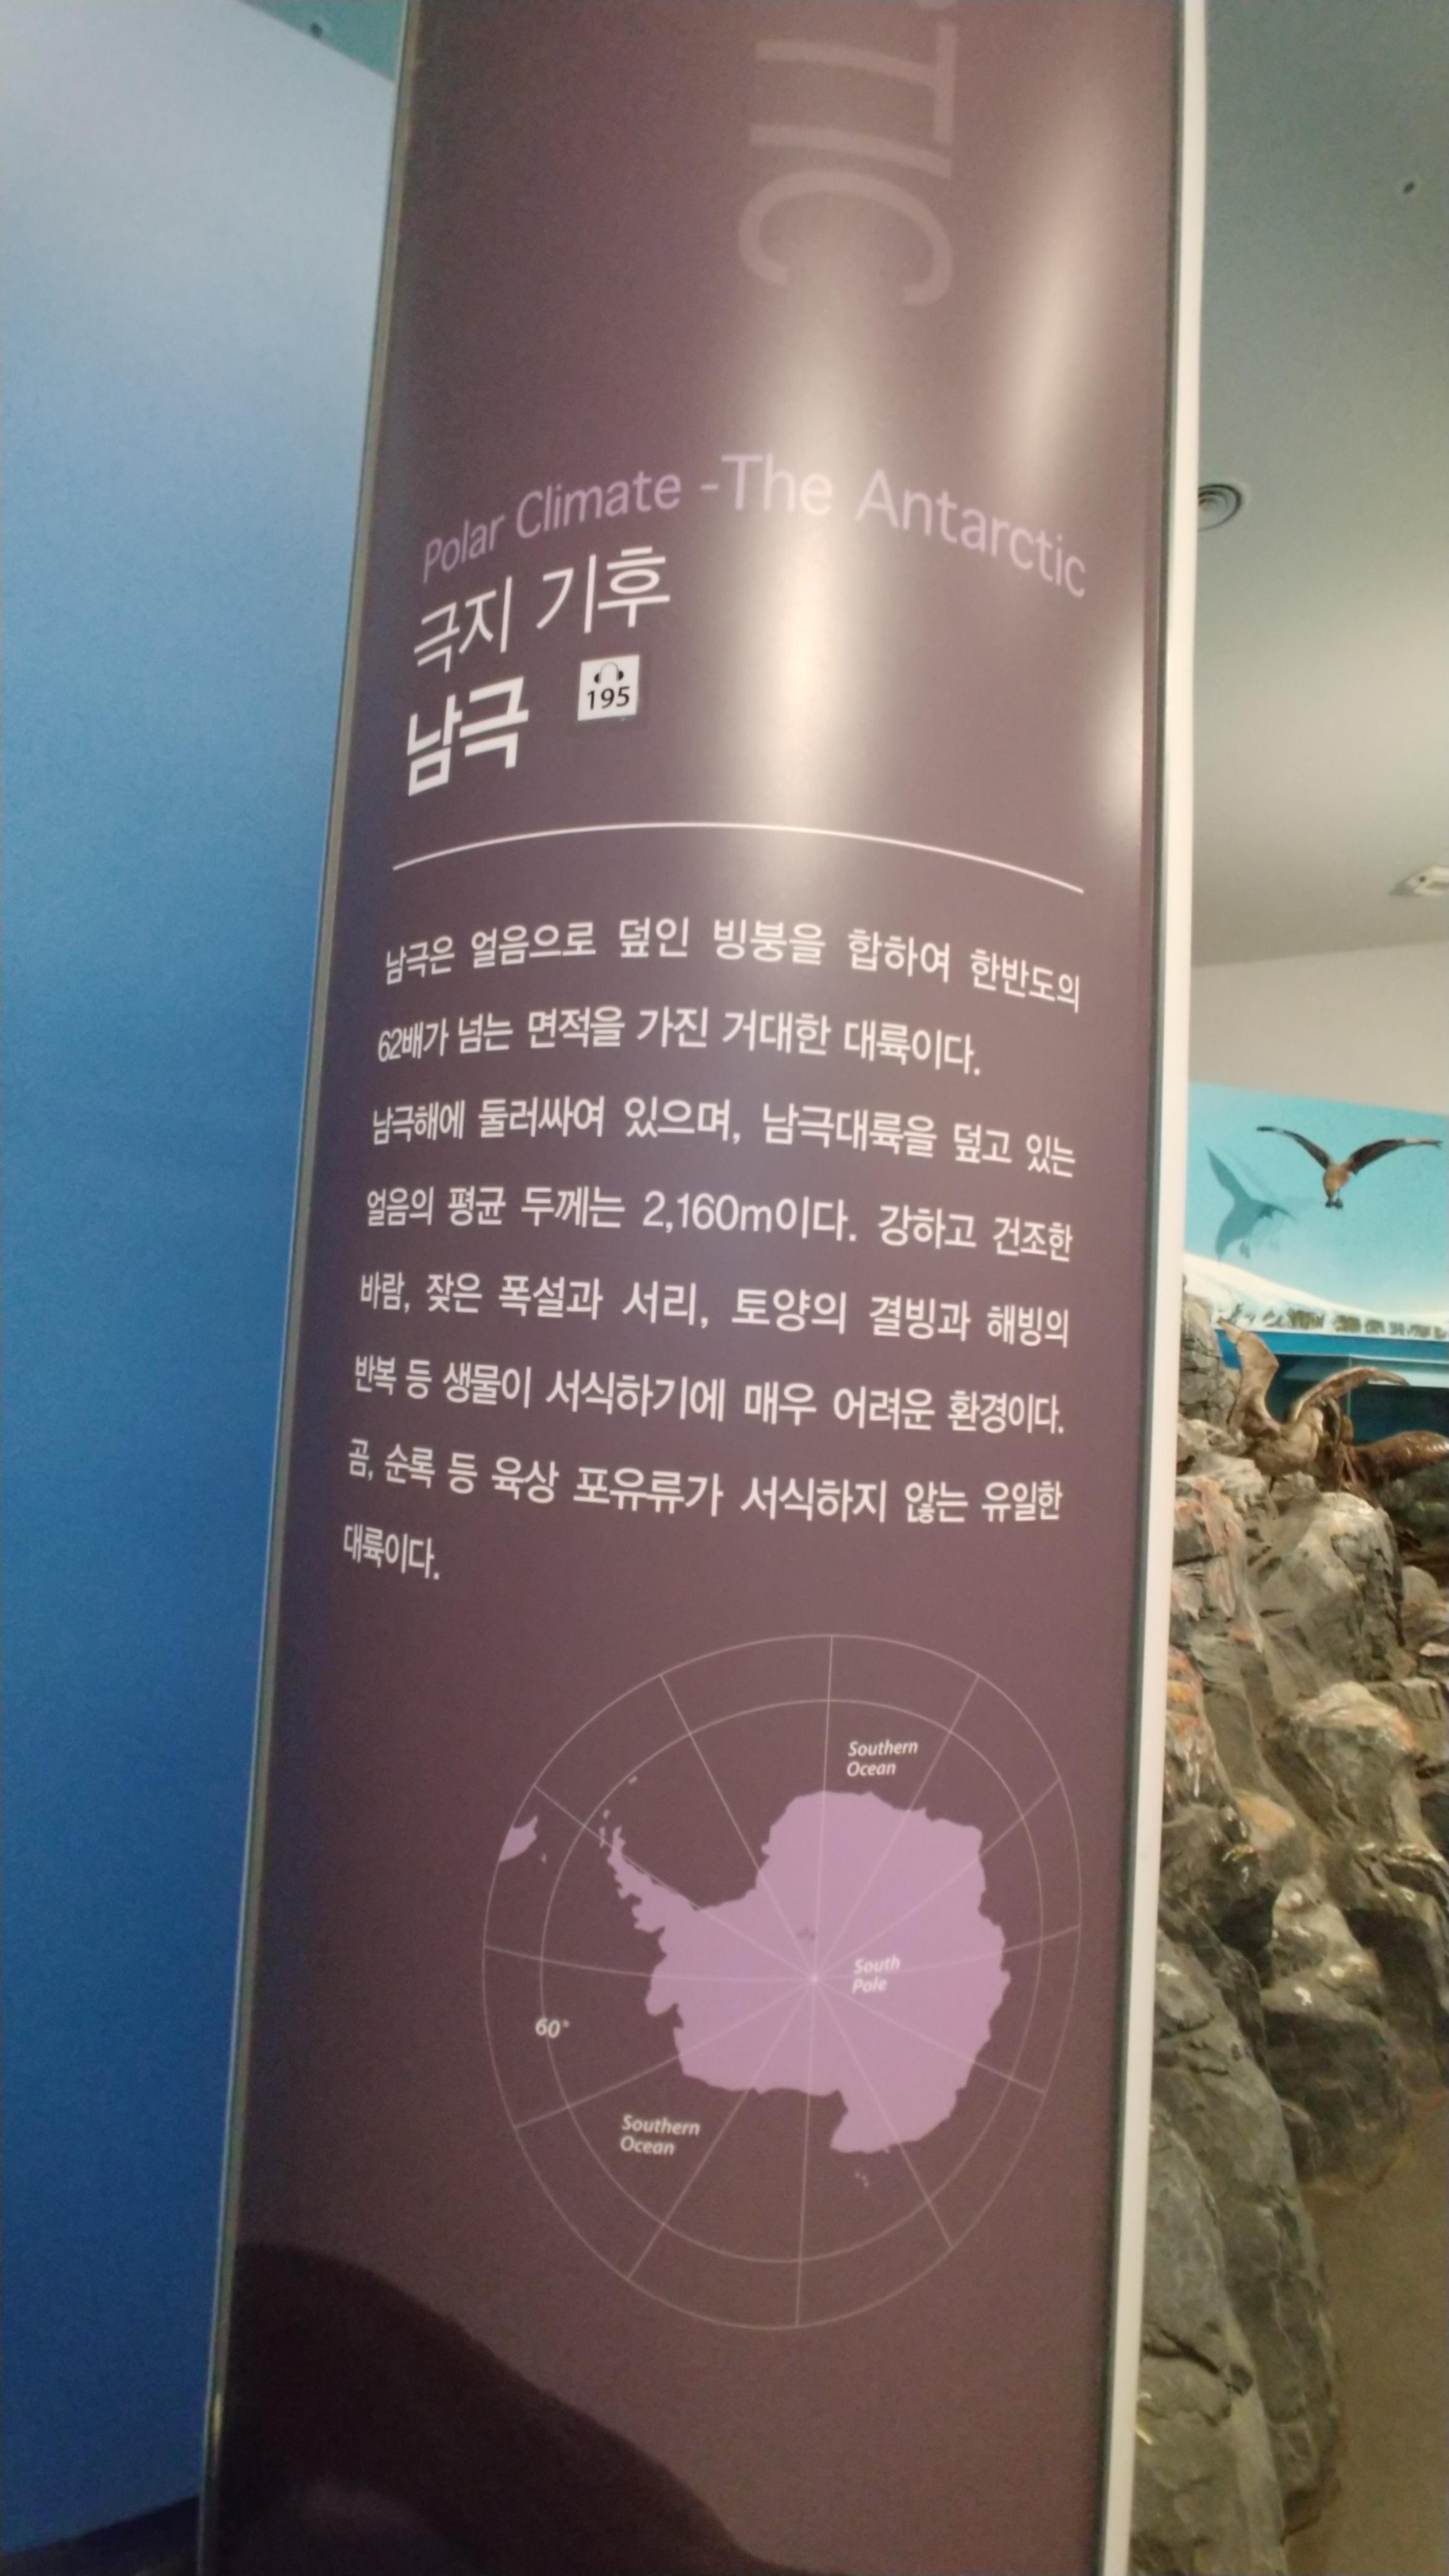 TIC
Polar Climate -The Antarctic
극지 기후
남극
195
남극은 얼음으로 덮인 빙붕을 합하여 한반도의
62배가 넘는 면적을 가진 거대한 대륙이다.
남극해에 둘러싸여 있으며, 남극대륙을 덮고 있는
얼음의 평균 두께는 2,160m이다. 강하고 건조한
바람, 잦은 폭설과 서리, 토양의 결빙과 해빙의
반복 등 생물이 서식하기에 매우 어려운 환경이다.
곰, 순록 등 육상 포유류가 서식하지 않는 유일한
대륙이다.
Southern
Ocean
South
Pole
60°
Southern
Ocean